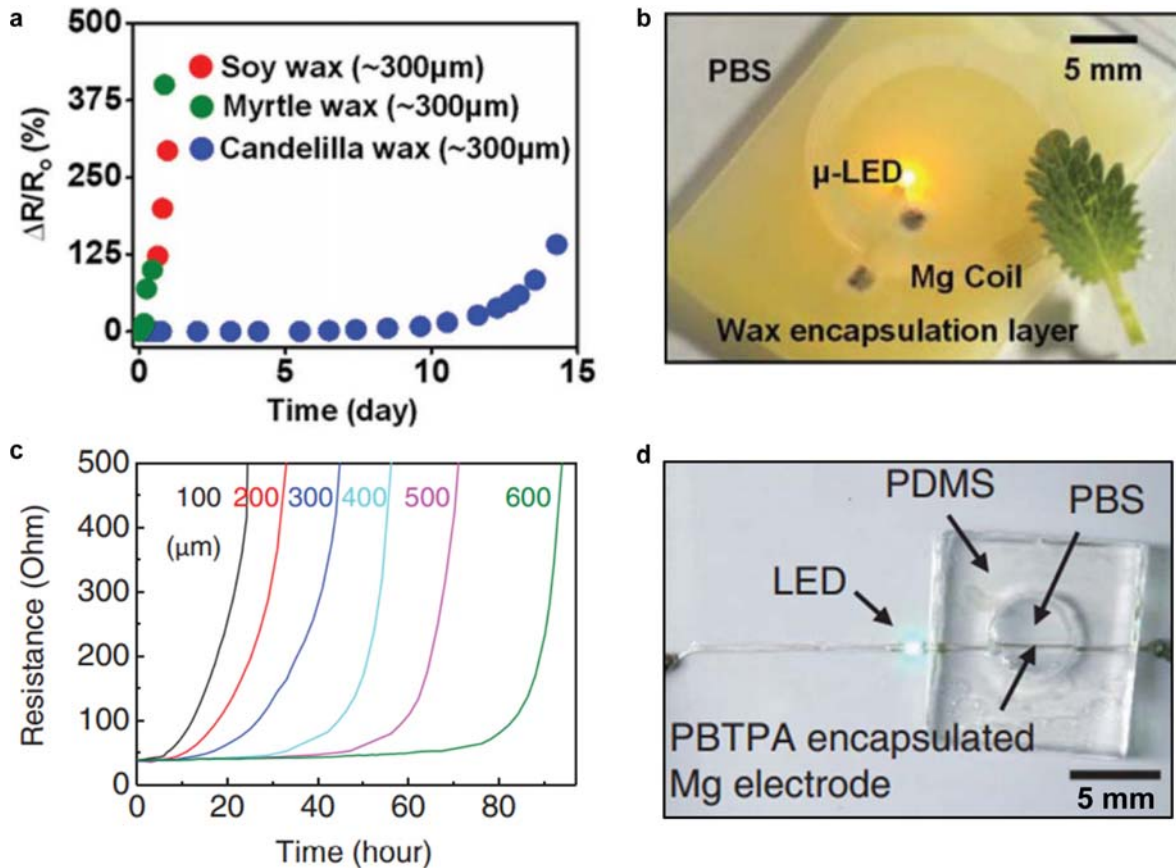 a
500
375
250
125
0
ΔR/Ro (%)
Soy wax (~300μm)
Myrtle wax (~300μm)
Candelilla wax (~300μm)
0 5 10 15
Time (day)
b
5 mm
PBS
μ-LED
Mg Coil
Wax encapsulation layer
c
500
400
300
200
100
0
Resistance (Ohm)
100 200 300 400 500 600
(μm)
0 20 40 60 80
Time (hour)
d
PDMS
PBS
LED
PBTPA encapsulated
Mg electrode
5 mm